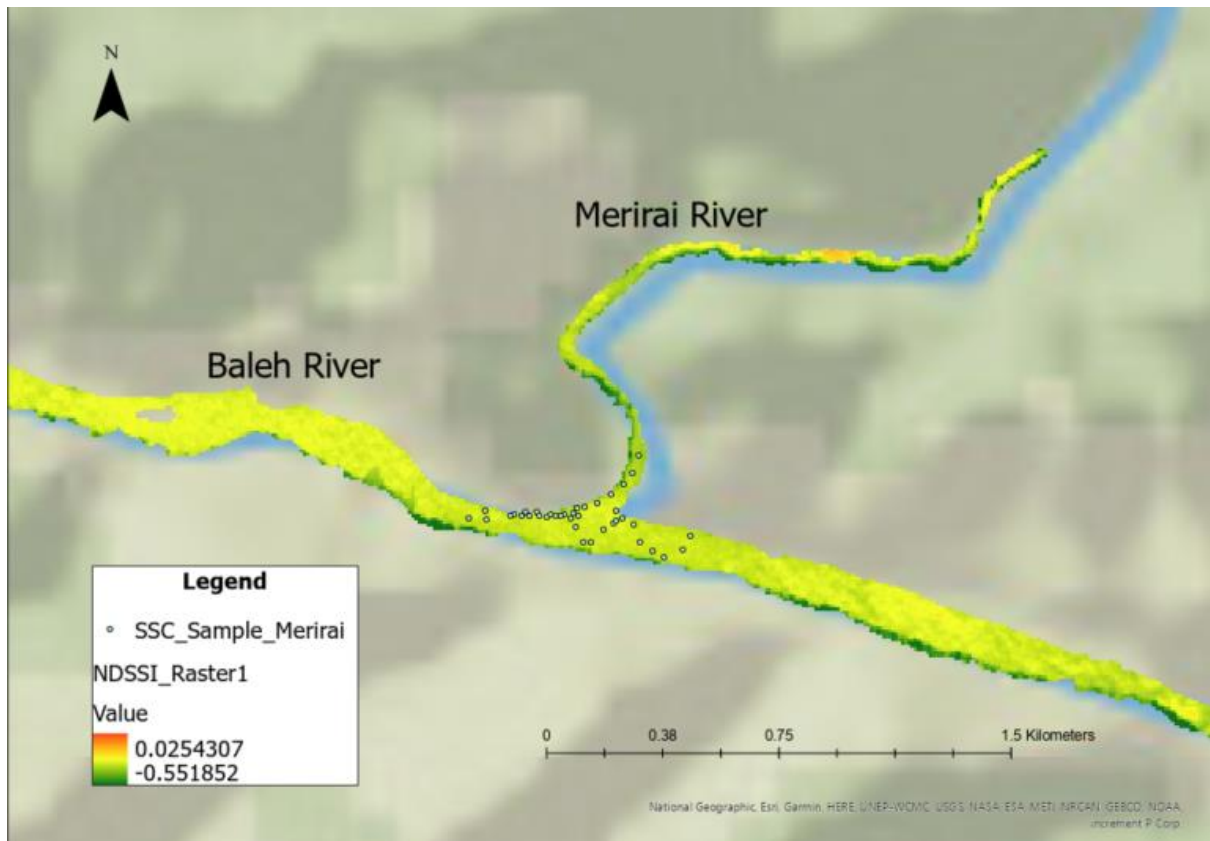 N
Merirai River
Baleh River
Legend
SSC_Sample_Merirai
NDSSI_Raster1
Value
0.0254307
-0.551852
0 0.38 0.75 1.5 Kilometers
National Geographic, Esri, Garmin, HERE, UNEP-WCMC, USGS, NASA, ESA, METI, NRCAN, GEBCO, NOAA,
increment P Corp.